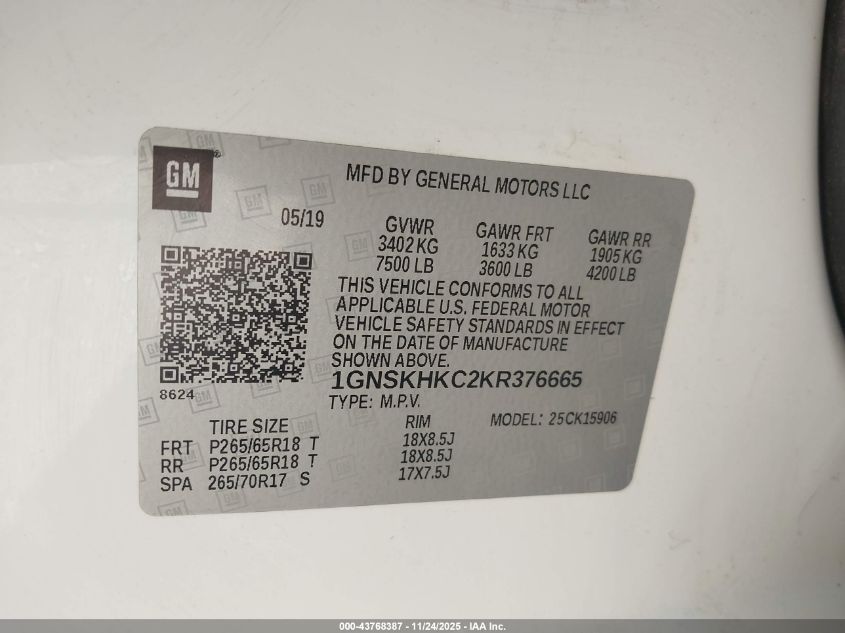 GM
MFD BY GENERAL MOTORS LLC
05/19
GVWR GAWR FRT GAWR RR
3402 KG 1633 KG 1905 KG
7500 LB 3600 LB 4200 LB
THIS VEHICLE CONFORMS TO ALL
APPLICABLE U.S. FEDERAL MOTOR
VEHICLE SAFETY STANDARDS IN EFFECT
ON THE DATE OF MANUFACTURE
SHOWN ABOVE.
8624
1GNSKHKC2KR376665
TYPE: M.P.V.
TIRE SIZE RIM MODEL: 25CK15906
FRT P265/65R18 T 18X8.5J
RR P265/65R18 T 18X8.5J
SPA 265/70R17 S 17X7.5J
000-43768387 - 11/24/2025 - IAA Inc.